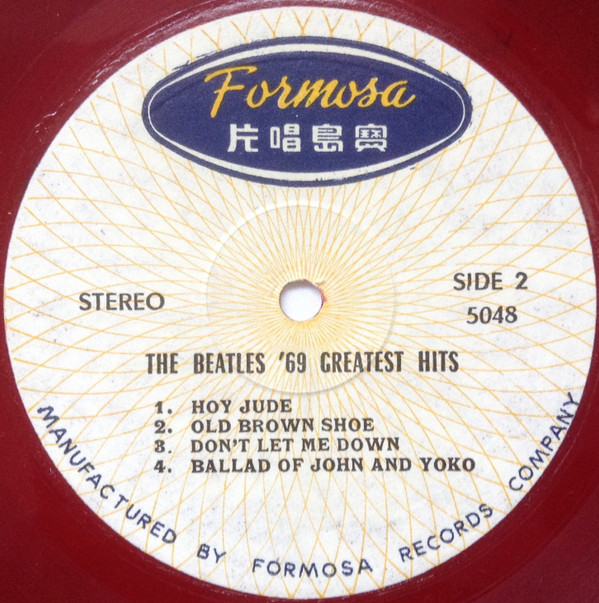 Formosa
片唱島寶
STEREO
SIDE 2
5048
THE BEATLES '69 GREATEST HITS
1. HOY JUDE
2. OLD BROWN SHOE
3. DON'T LET ME DOWN
4. BALLAD OF JOHN AND YOKO
MANUFACTURED BY FORMOSA RECORDS COMPANY